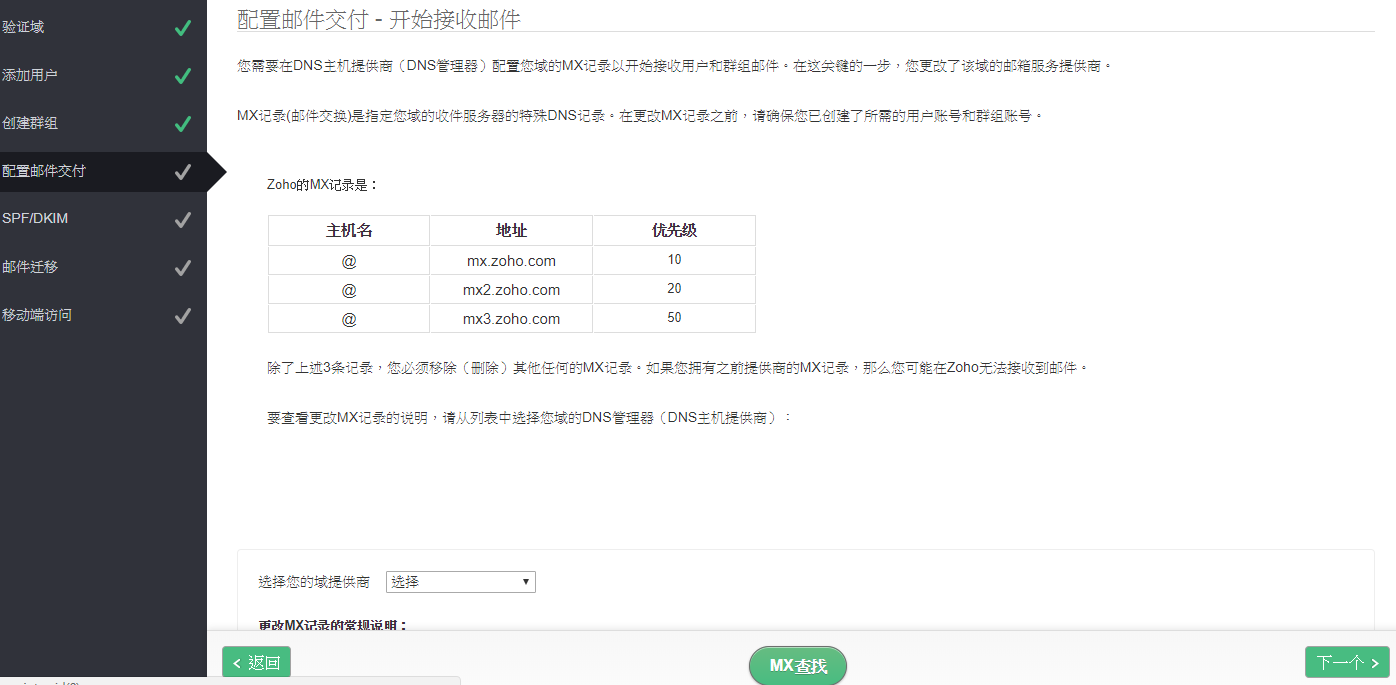 验证域
添加用户
创建群组
配置邮件交付
SPF/DKIM
邮件迁移
移动端访问
配置邮件交付 - 开始接收邮件
您需要在DNS主机提供商（DNS管理器）配置您域的MX记录以开始接收用户和群组邮件。在这关键的一步，您更改了该域的邮箱服务提供商。
MX记录(邮件交换)是指定您域的收件服务器的特殊DNS记录。在更改MX记录之前，请确保您已创建了所需的用户账号和群组账号。
Zoho的MX记录是：
主机名 地址 优先级
@ mx.zoho.com 10
@ mx2.zoho.com 20
@ mx3.zoho.com 50
除了上述3条记录，您必须移除（删除）其他任何的MX记录。如果您拥有之前提供商的MX记录，那么您可能在Zoho无法接收到邮件。
要查看更改MX记录的说明，请从列表中选择您域的DNS管理器（DNS主机提供商）：
选择您的域提供商 选择
更改MX记录的常规说明：
< 返回 MX查找 下一个 >